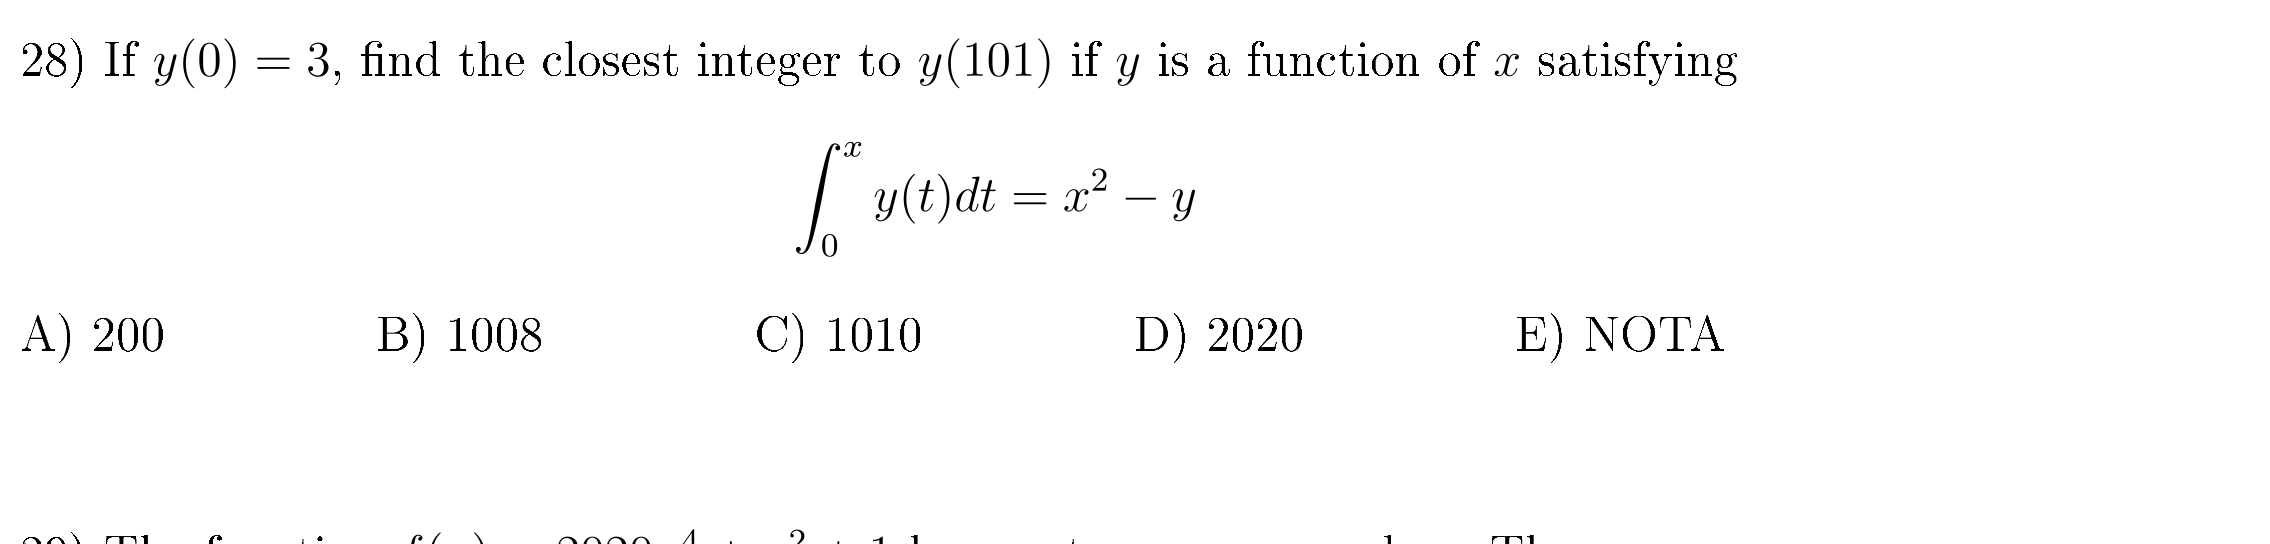 28) If y(0) = 3, find the closest integer to y(101) if y is a function of x satisfying
∫₀ˣ y(t)dt = x² − y
A) 200 B) 1008 C) 1010 D) 2020 E) NOTA